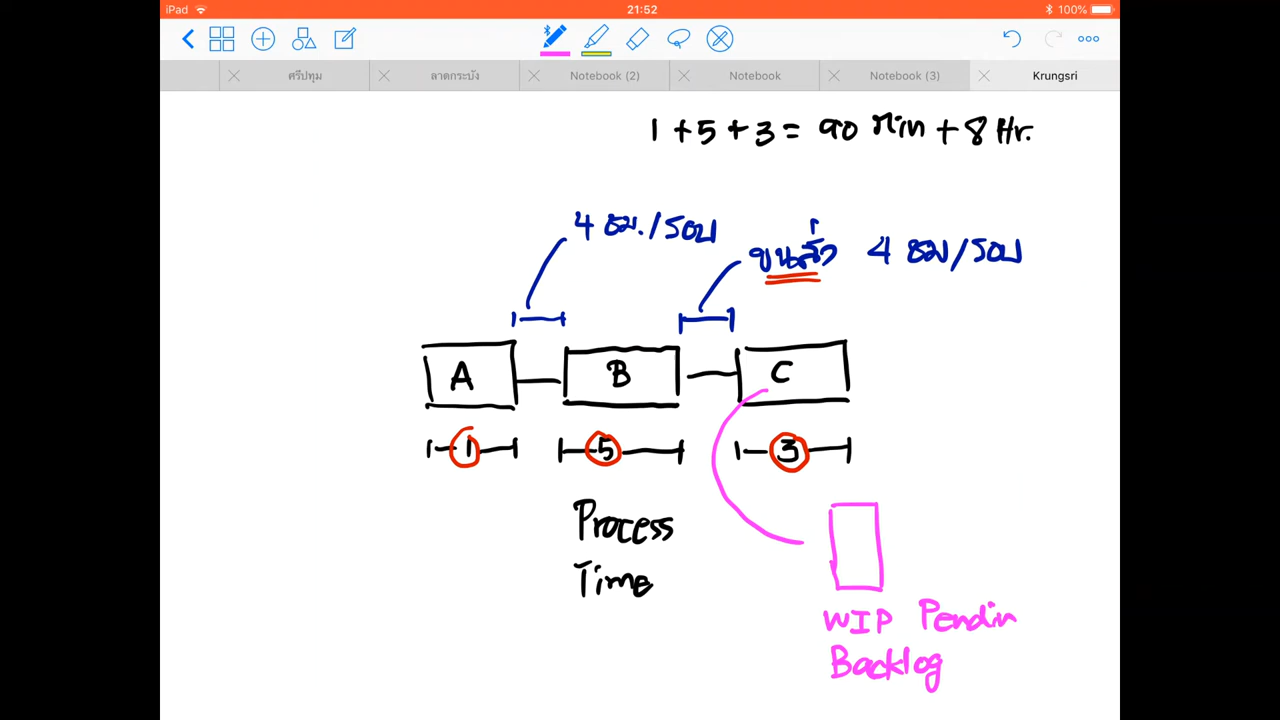 iPad 21:52 100%
ศรีปทุม ลาดกระบัง Notebook (2) Notebook Notebook (3) Krungsri
1 + 5 + 3 = 90 Min + 8 Hr.
4 ชม. / รอบ
ขนส่ง 4 ชม / รอบ
A B C
1 5 3
Process
Time
WIP Pendin
Backlog